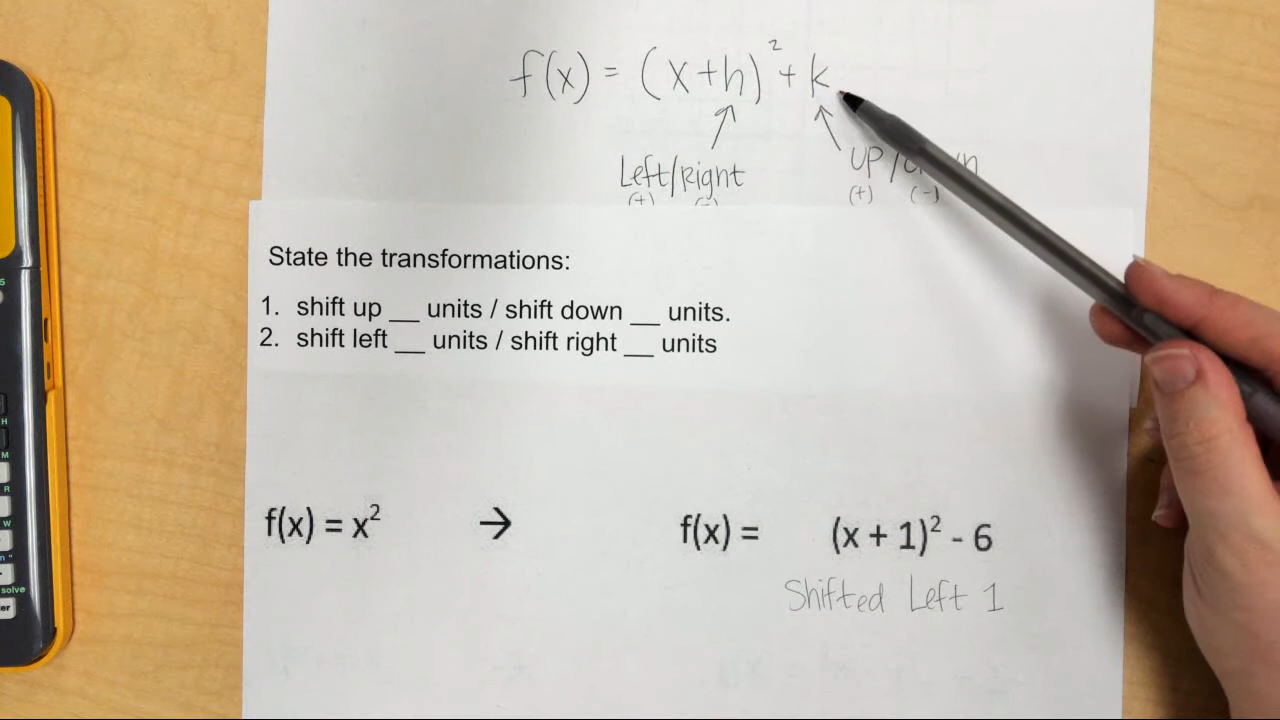 f(x) = (x+h)² + k
Left/Right
UP /
(+) (-) (+) (-)
State the transformations:
1. shift up __ units / shift down __ units.
2. shift left __ units / shift right __ units
f(x) = x² → f(x) = (x + 1)² - 6
Shifted Left 1
S
H
M
R
W
solve